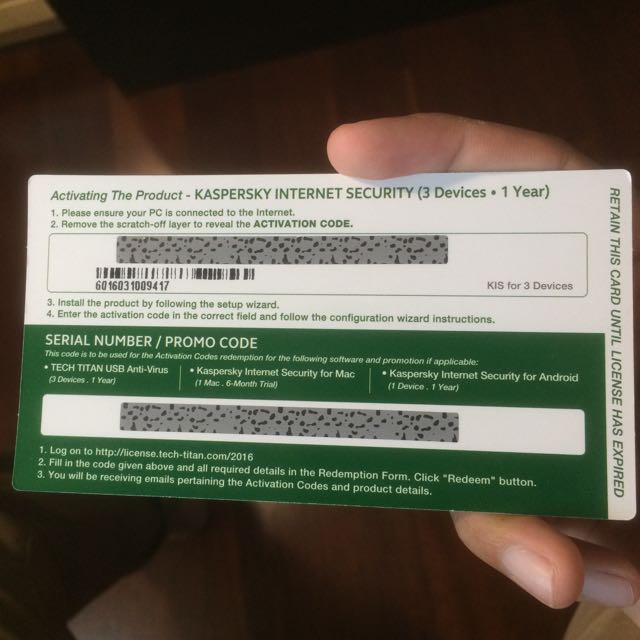 Activating The Product - KASPERSKY INTERNET SECURITY (3 Devices • 1 Year)
1. Please ensure your PC is connected to the Internet.
2. Remove the scratch-off layer to reveal the ACTIVATION CODE.
6016031009417
KIS for 3 Devices
3. Install the product by following the setup wizard.
4. Enter the activation code in the correct field and follow the configuration wizard instructions.
SERIAL NUMBER / PROMO CODE
This code is to be used for the Activation Codes redemption for the following software and promotion if applicable:
• TECH TITAN USB Anti-Virus
(3 Devices . 1 Year)
• Kaspersky Internet Security for Mac
(1 Mac . 6-Month Trial)
• Kaspersky Internet Security for Android
(1 Device . 1 Year)
1. Log on to http://license.tech-titan.com/2016
2. Fill in the code given above and all required details in the Redemption Form. Click "Redeem" button.
3. You will be receiving emails pertaining the Activation Codes and product details.
RETAIN THIS CARD UNTIL LICENSE HAS EXPIRED